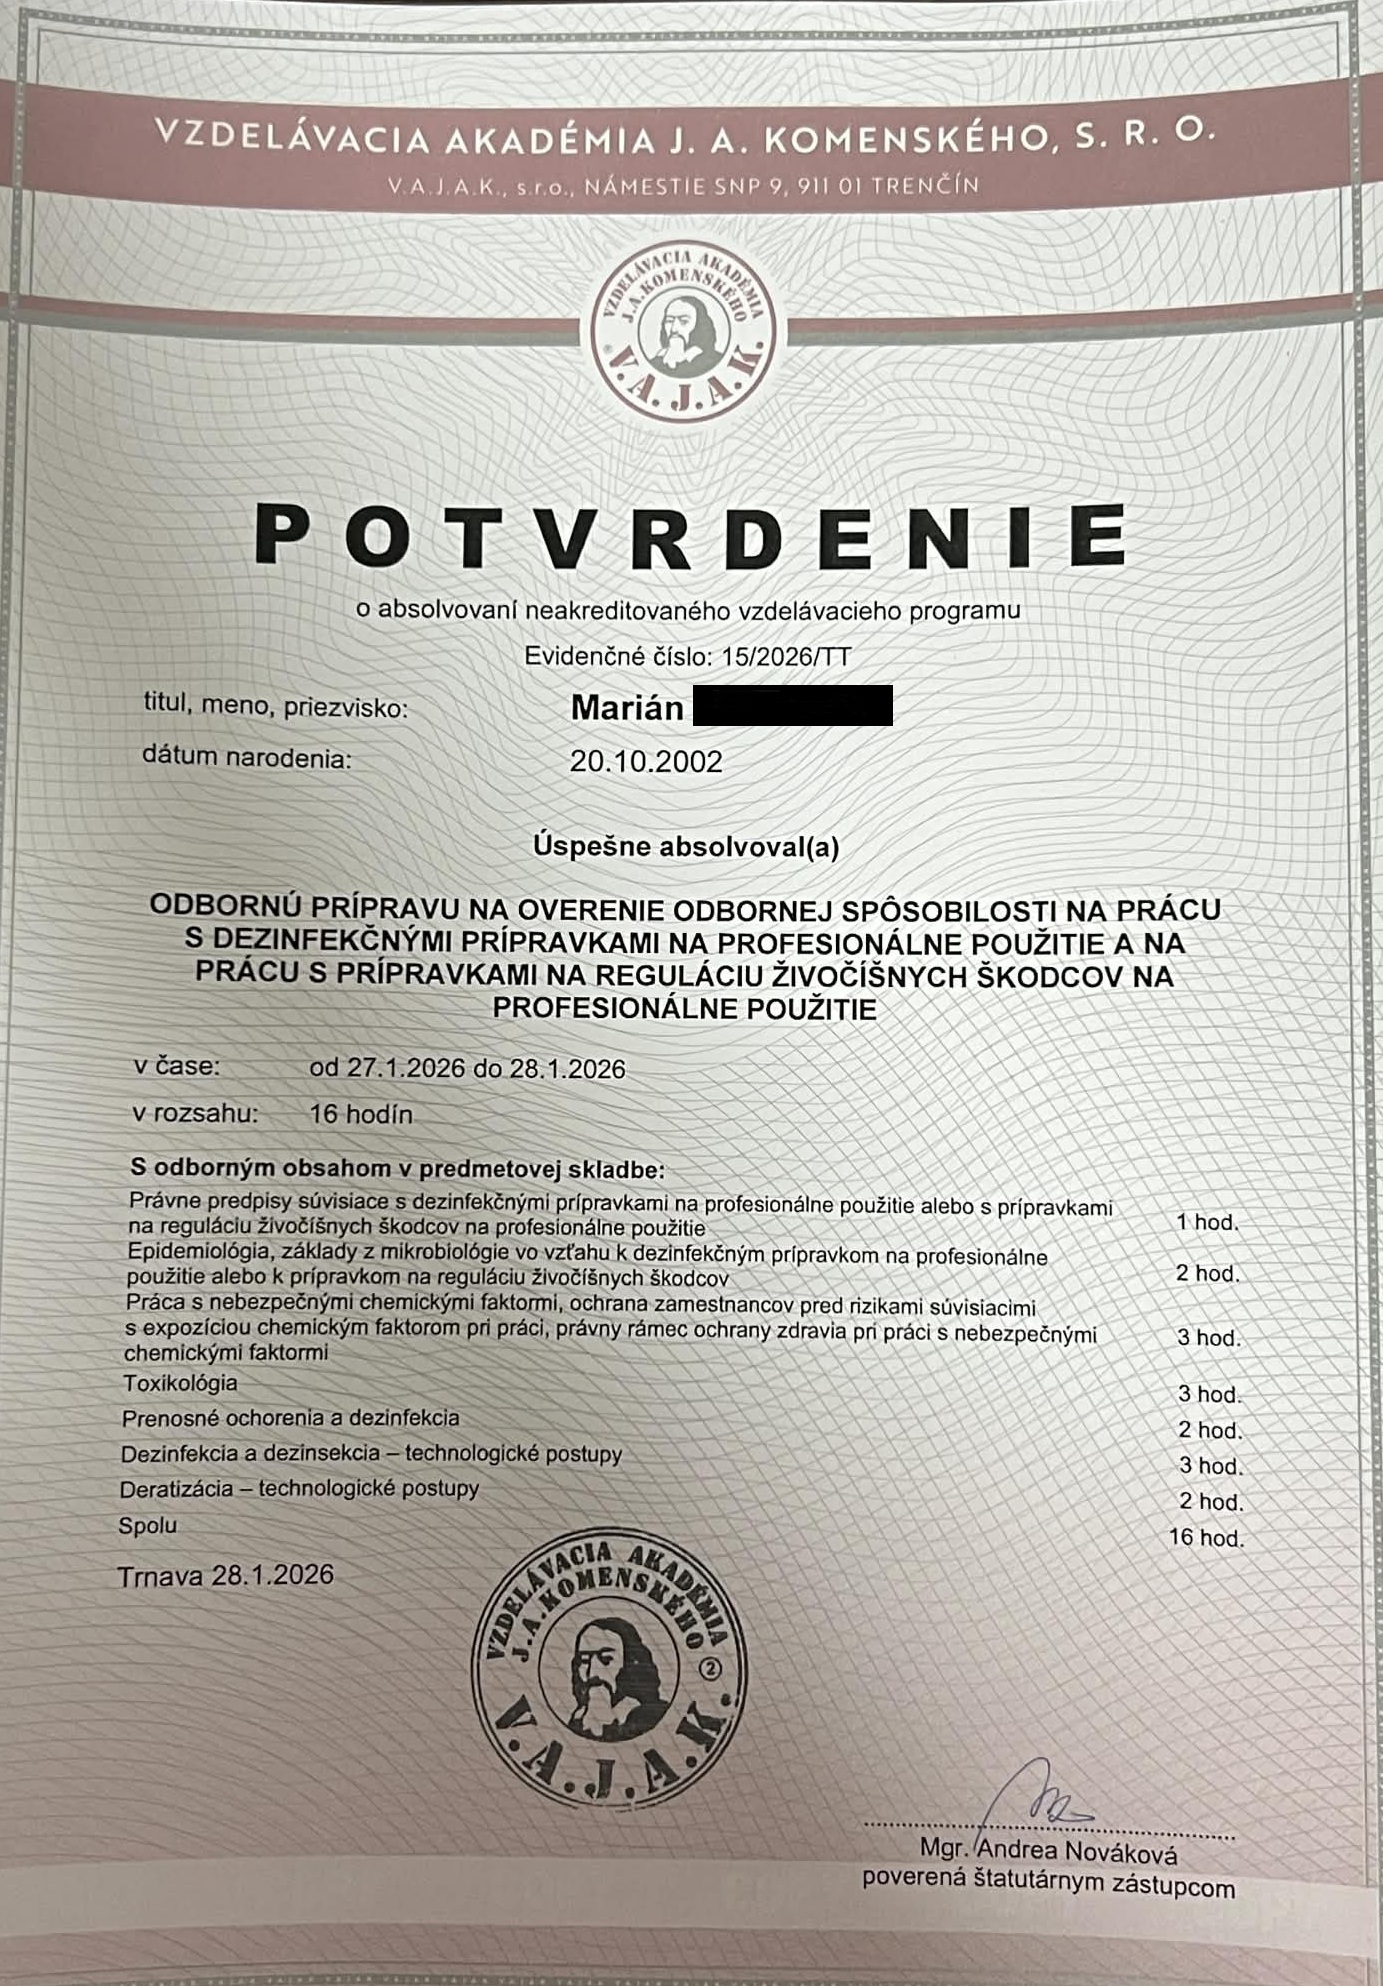 VZDELÁVACIA AKADÉMIA J. A. KOMENSKÉHO, S. R. O.
V.A.J.A.K., s.r.o., NÁMESTIE SNP 9, 911 01 TRENČÍN
VZDELÁVACIA AKADÉMIA
J.A.KOMENSKÉHO
V.A.J.A.K.
POTVRDENIE
o absolvovaní neakreditovaného vzdelávacieho programu
Evidenčné číslo: 15/2026/TT
titul, meno, priezvisko: Marián
dátum narodenia: 20.10.2002
Úspešne absolvoval(a)
ODBORNÚ PRÍPRAVU NA OVERENIE ODBORNEJ SPÔSOBILOSTI NA PRÁCU
S DEZINFEKČNÝMI PRÍPRAVKAMI NA PROFESIONÁLNE POUŽITIE A NA
PRÁCU S PRÍPRAVKAMI NA REGULÁCIU ŽIVOČÍŠNYCH ŠKODCOV NA
PROFESIONÁLNE POUŽITIE
v čase: od 27.1.2026 do 28.1.2026
v rozsahu: 16 hodín
S odborným obsahom v predmetovej skladbe:
Právne predpisy súvisiace s dezinfekčnými prípravkami na profesionálne použitie alebo s prípravkami
na reguláciu živočíšnych škodcov na profesionálne použitie 1 hod.
Epidemiológia, základy z mikrobiológie vo vzťahu k dezinfekčným prípravkom na profesionálne
použitie alebo k prípravkom na reguláciu živočíšnych škodcov 2 hod.
Práca s nebezpečnými chemickými faktormi, ochrana zamestnancov pred rizikami súvisiacimi
s expozíciou chemickým faktorom pri práci, právny rámec ochrany zdravia pri práci s nebezpečnými 3 hod.
chemickými faktormi
Toxikológia 3 hod.
Prenosné ochorenia a dezinfekcia 2 hod.
Dezinfekcia a dezinsekcia – technologické postupy 3 hod.
Deratizácia – technologické postupy 2 hod.
Spolu 16 hod.
Trnava 28.1.2026
VZDELÁVACIA AKADÉMIA
J.A.KOMENSKÉHO
2
V.A.J.A.K.
Mgr. Andrea Nováková
poverená štatutárnym zástupcom